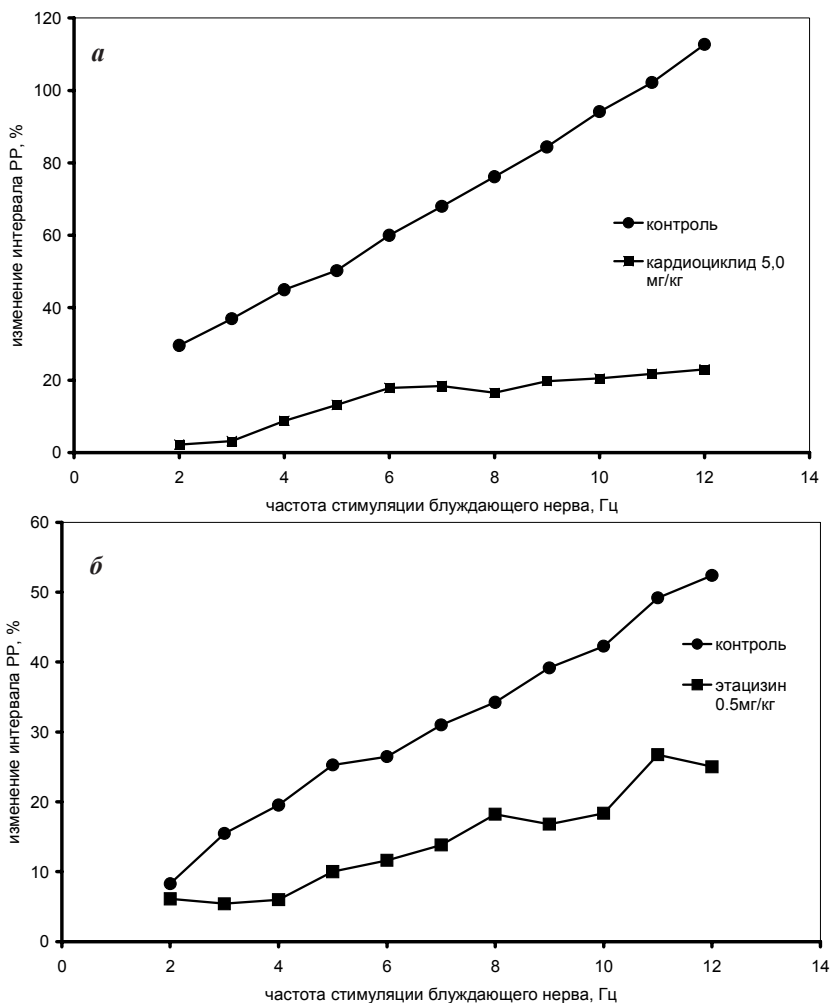 а
изменение интервала РР, %
120
100
80
60
40
20
0
контроль
кардиоциклид 5,0
мг/кг
0 2 4 6 8 10 12 14
частота стимуляции блуждающего нерва, Гц
б
изменение интервала РР, %
60
50
40
30
20
10
0
контроль
этацизин
0.5мг/кг
0 2 4 6 8 10 12 14
частота стимуляции блуждающего нерва, Гц